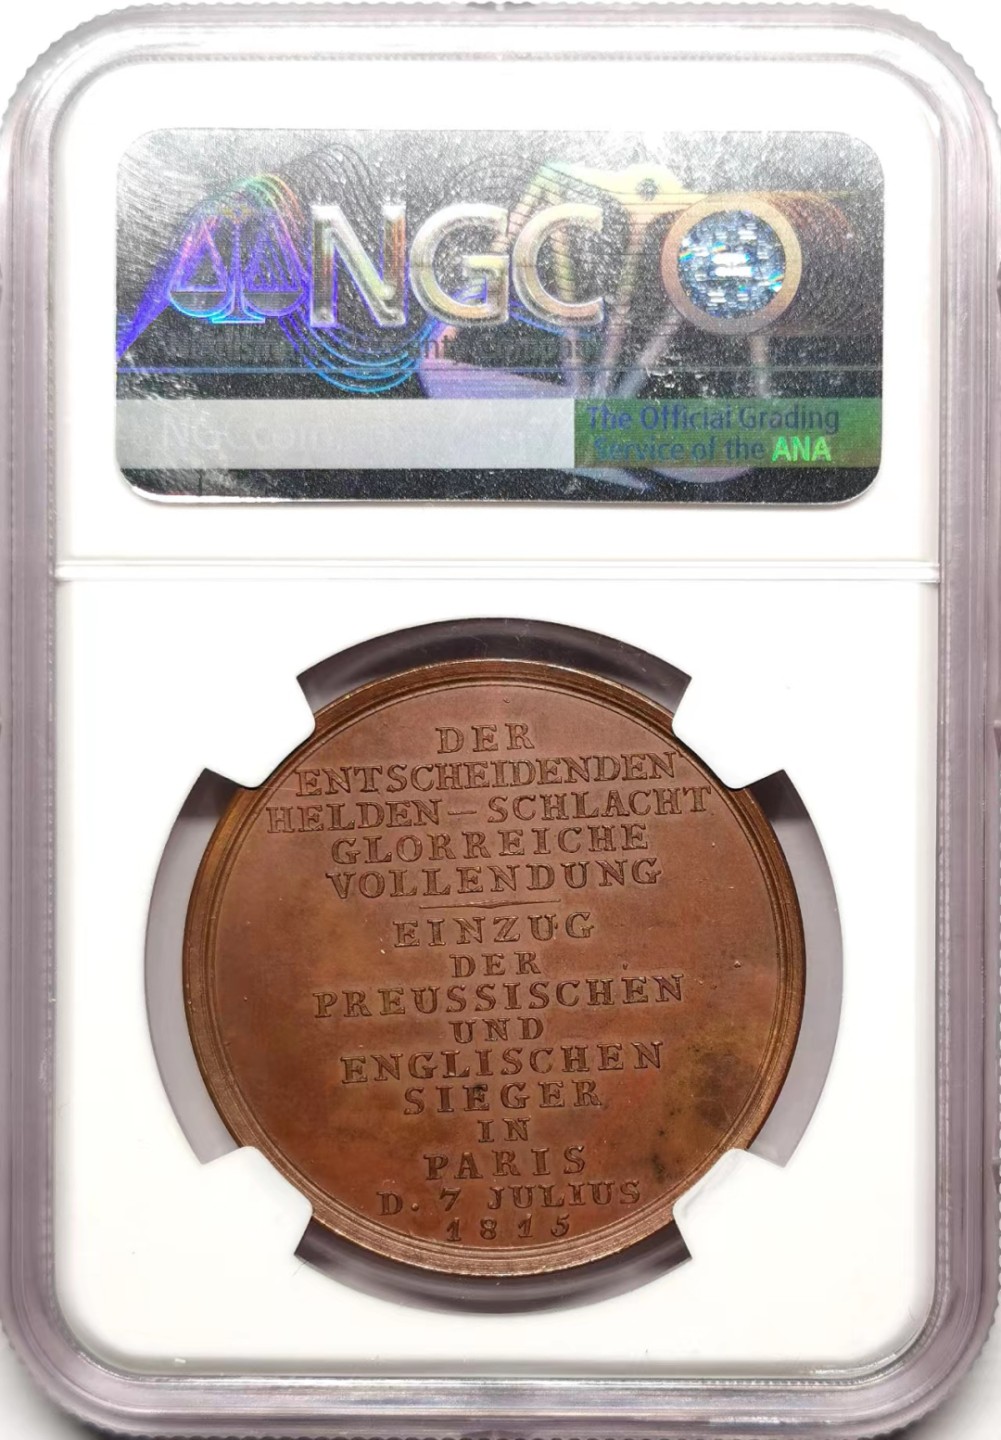 NGC
The Official Grading
Service of the ANA
DER
ENTSCHEIDENDEN
HELDEN – SCHLACHT
GLORREICHE
VOLLENDUNG
EINZUG
DER
PREUSSISCHEN
UND
ENGLISCHEN
SIEGER
IN
PARIS
D. 7 JULIUS
1815